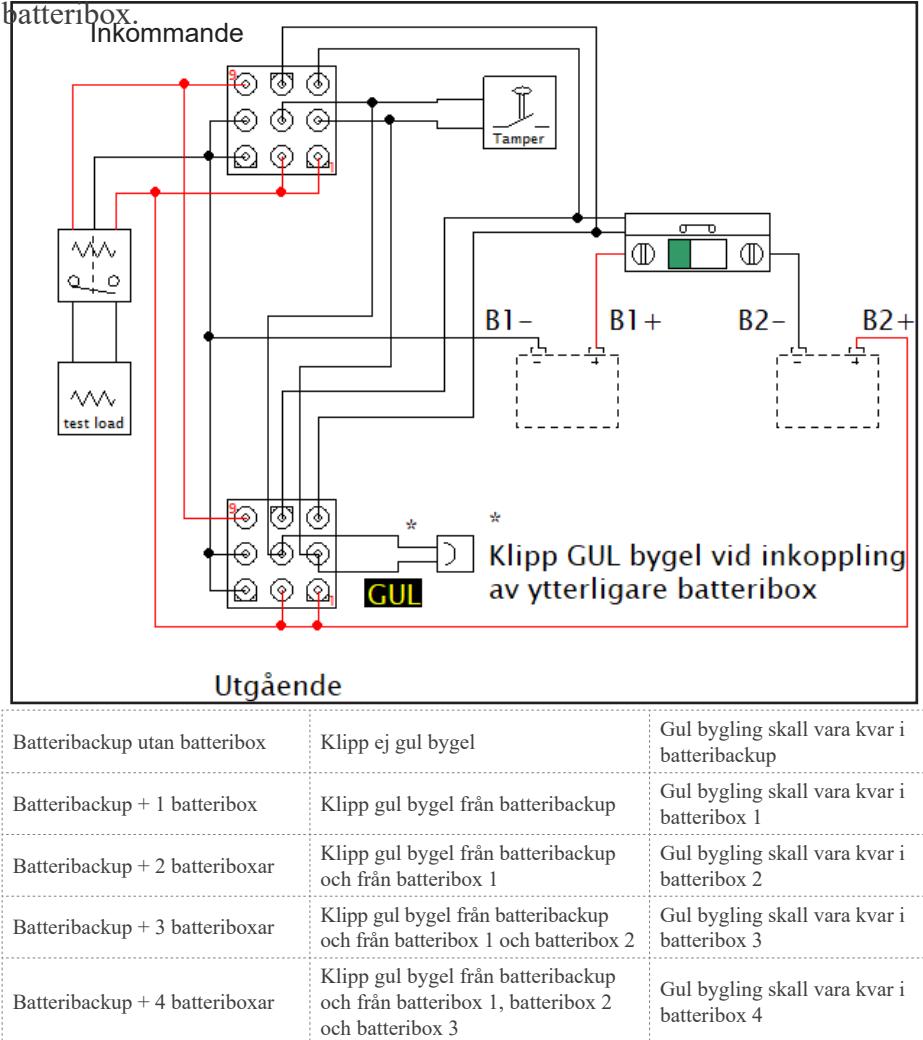 batteribox.
Inkommande
9
1
Tamper
B1-
B1+
B2-
B2+
- +
- +
test load
9
1
*
*
Klipp GUL bygel vid inkoppling
av ytterligare batteribox
GUL
Utgående
Batteribackup utan batteribox
Klipp ej gul bygel
Gul bygling skall vara kvar i
batteribackup
Batteribackup + 1 batteribox
Klipp gul bygel från batteribackup
Gul bygling skall vara kvar i
batteribox 1
Batteribackup + 2 batteriboxar
Klipp gul bygel från batteribackup
och från batteribox 1
Gul bygling skall vara kvar i
batteribox 2
Batteribackup + 3 batteriboxar
Klipp gul bygel från batteribackup
och från batteribox 1 och batteribox 2
Gul bygling skall vara kvar i
batteribox 3
Batteribackup + 4 batteriboxar
Klipp gul bygel från batteribackup
och från batteribox 1, batteribox 2
och batteribox 3
Gul bygling skall vara kvar i
batteribox 4